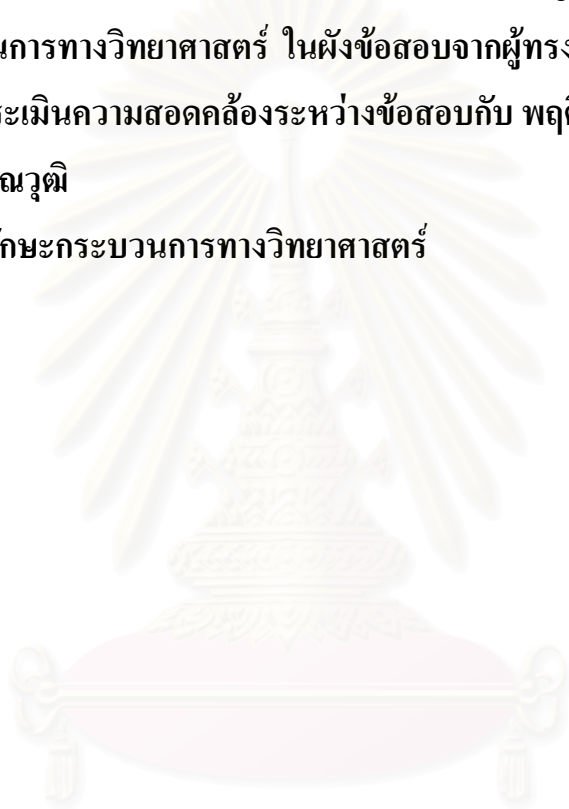 นการทางวิทยาศาสตร์ ในผังข้อสอบจากผู้ทรง
ระเมินความสอดคล้องระหว่างข้อสอบกับ พฤติ
ณวุฒิ
ักษะกระบวนการทางวิทยาศาสตร์